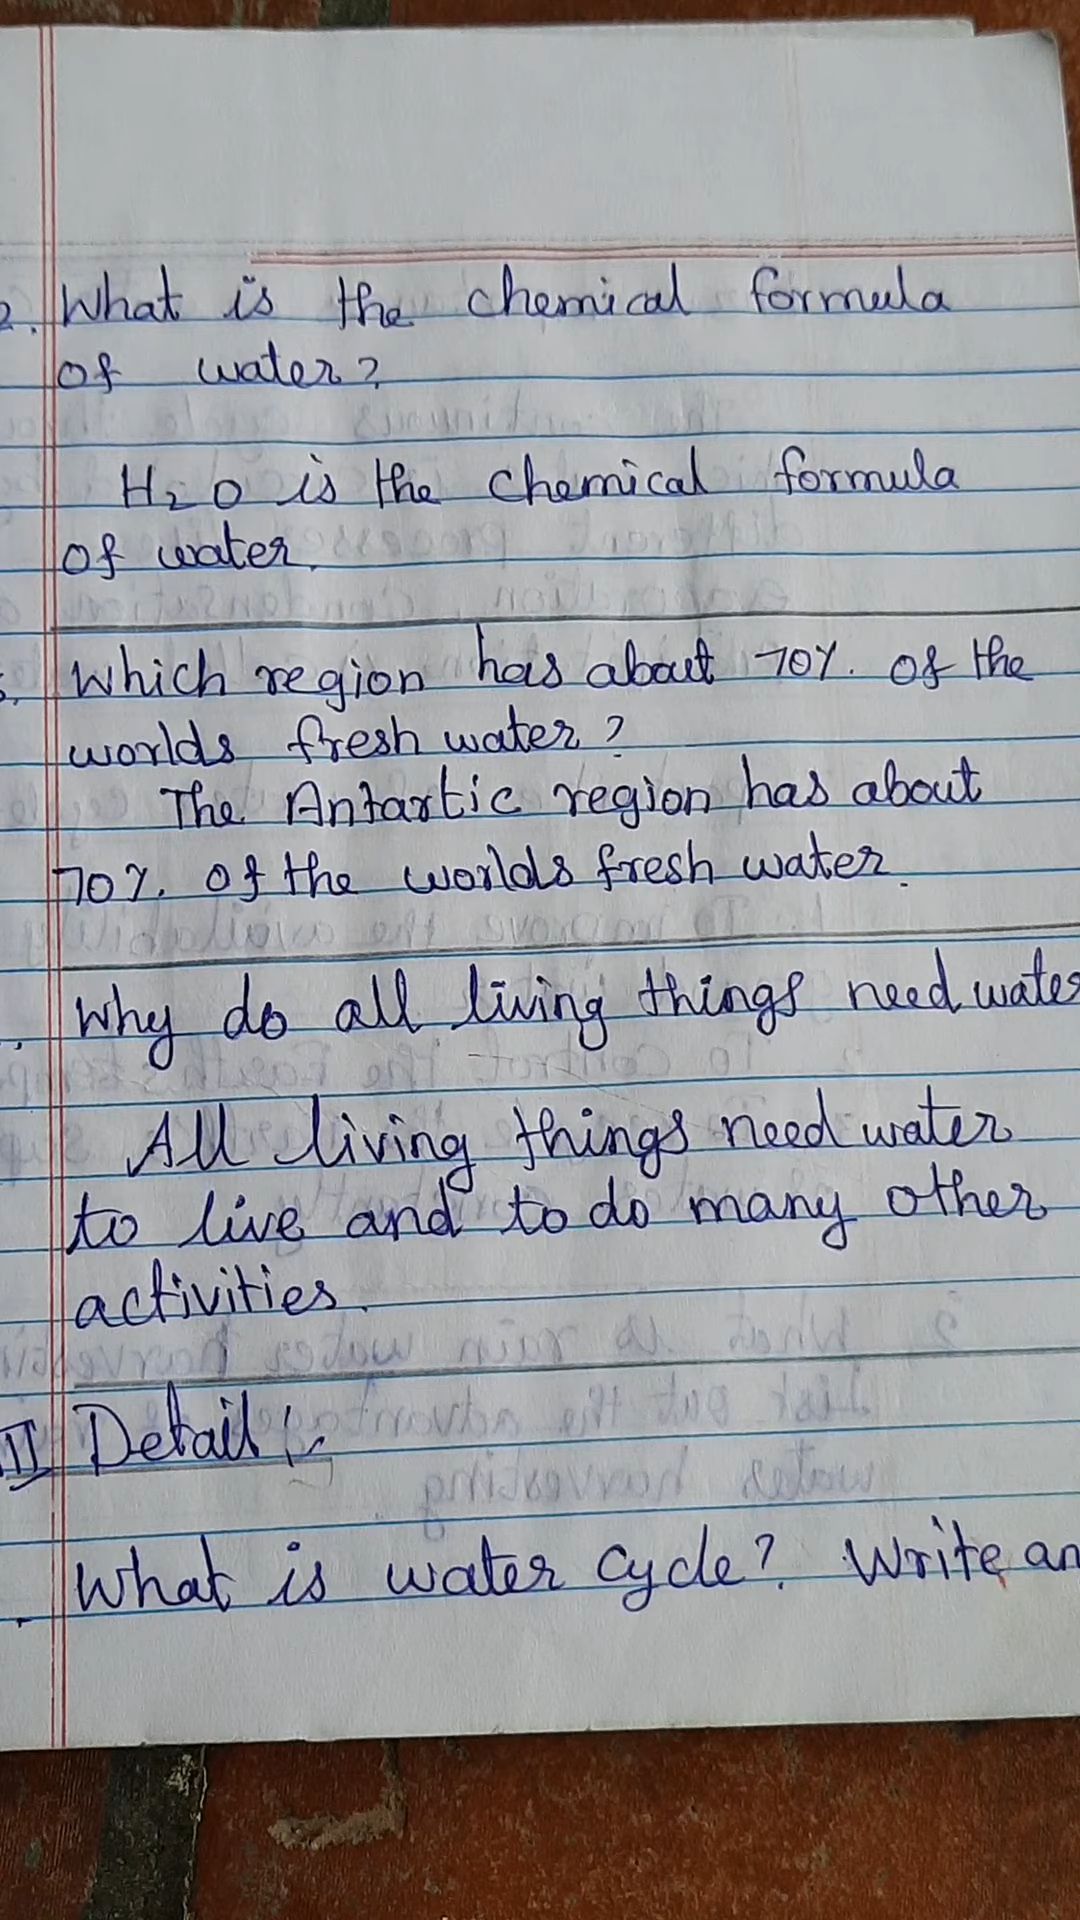 2. What is the chemical formula
of water?
H₂O is the chemical formula
of water.
Which region has about 70% of the
worlds fresh water?
The Antartic region has about
70% of the worlds fresh water.
Why do all living things need water
All living things need water
to live and to do many other
activities.
II Detail :-
What is water cycle? Write an